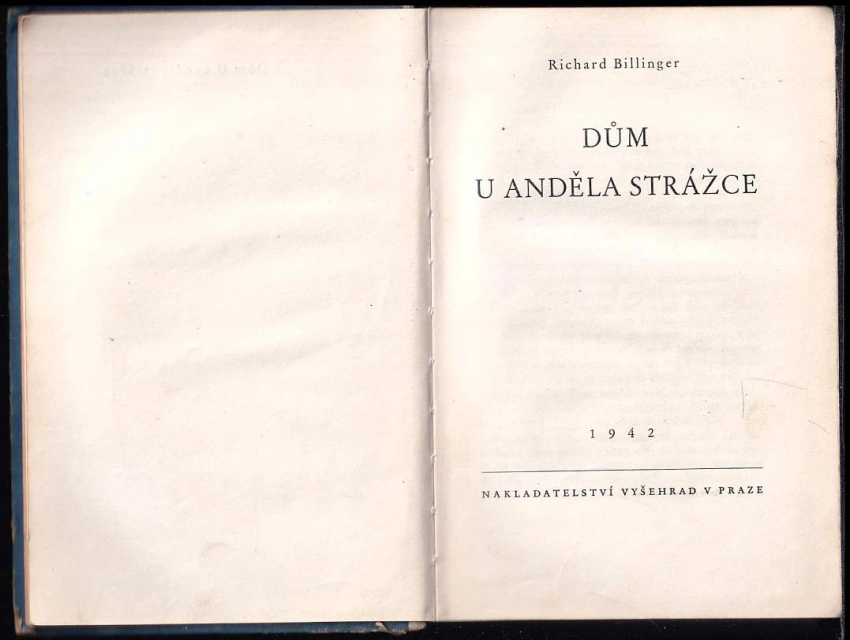 Richard Billinger
DŮM
U ANDĚLA STRÁŽCE
1942
NAKLADATELSTVÍ VYŠEHRAD V PRAZE